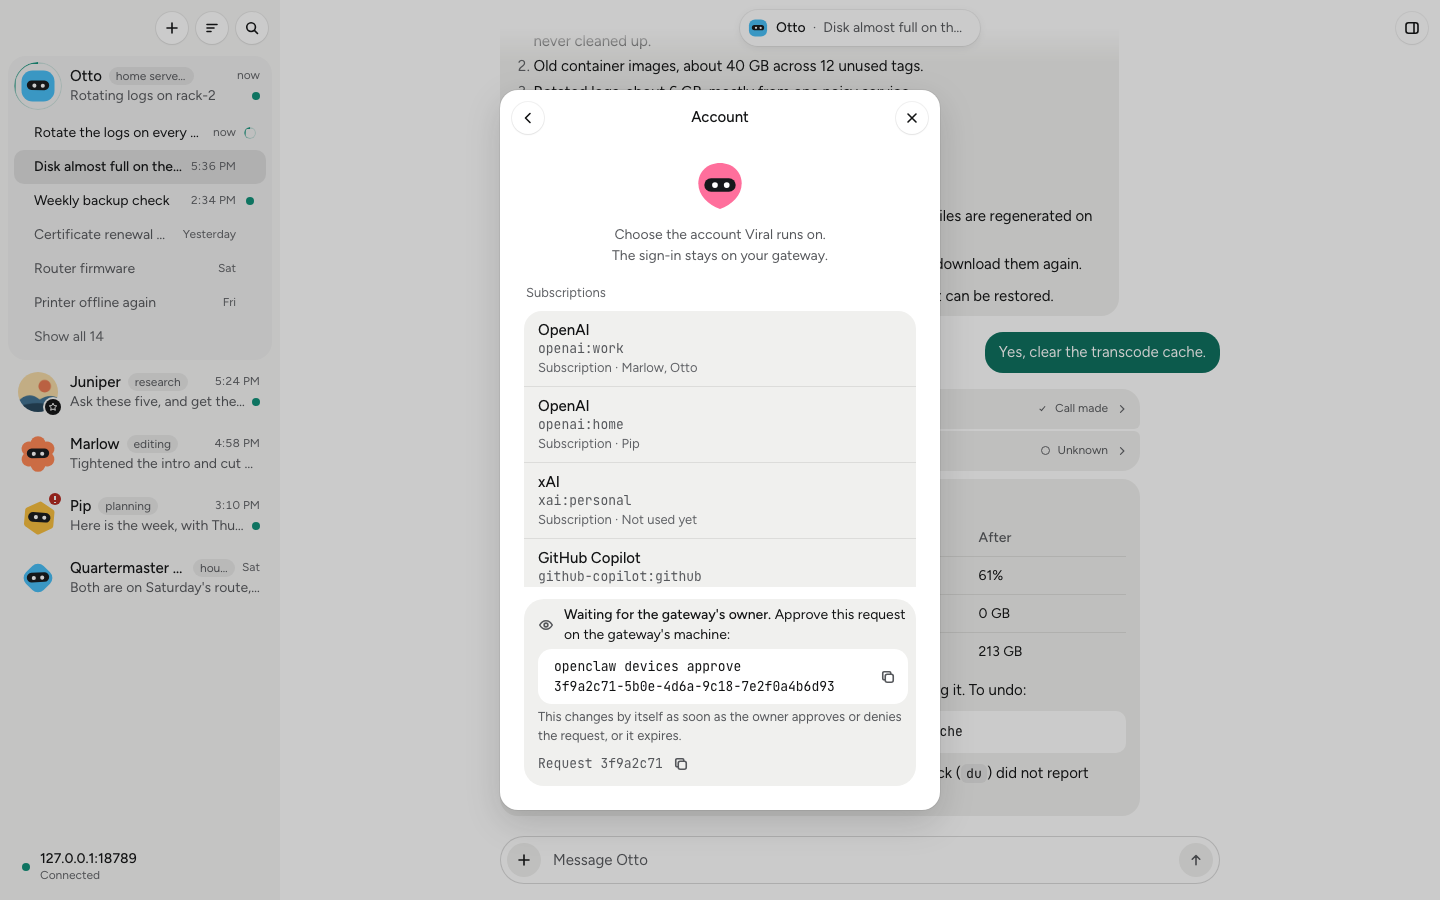 Otto
home serve...
now
Rotating logs on rack-2
Rotate the logs on every ...
now
Disk almost full on the...
5:36 PM
Weekly backup check
2:34 PM
Certificate renewal ...
Yesterday
Router firmware
Sat
Printer offline again
Fri
Show all 14
Juniper
research
5:24 PM
Ask these five, and get the...
Marlow
editing
4:58 PM
Tightened the intro and cut ...
Pip
planning
3:10 PM
Here is the week, with Thu...
Quartermaster ...
hou...
Sat
Both are on Saturday's route,...
127.0.0.1:18789
Connected
Otto · Disk almost full on th...
never cleaned up.
2. Old container images, about 40 GB across 12 unused tags.
Account
Choose the account Viral runs on.
The sign-in stays on your gateway.
Subscriptions
OpenAI
openai:work
Subscription · Marlow, Otto
OpenAI
openai:home
Subscription · Pip
xAI
xai:personal
Subscription · Not used yet
GitHub Copilot
github-copilot:github
Waiting for the gateway's owner. Approve this request
on the gateway's machine:
openclaw devices approve
3f9a2c71-5b0e-4d6a-9c18-7e2f0a4b6d93
This changes by itself as soon as the owner approves or denies
the request, or it expires.
Request 3f9a2c71
are regenerated on
download them again.
can be restored.
Yes, clear the transcode cache.
Call made
Unknown
After
61%
0 GB
213 GB
it. To undo:
(du) did not report
Message Otto